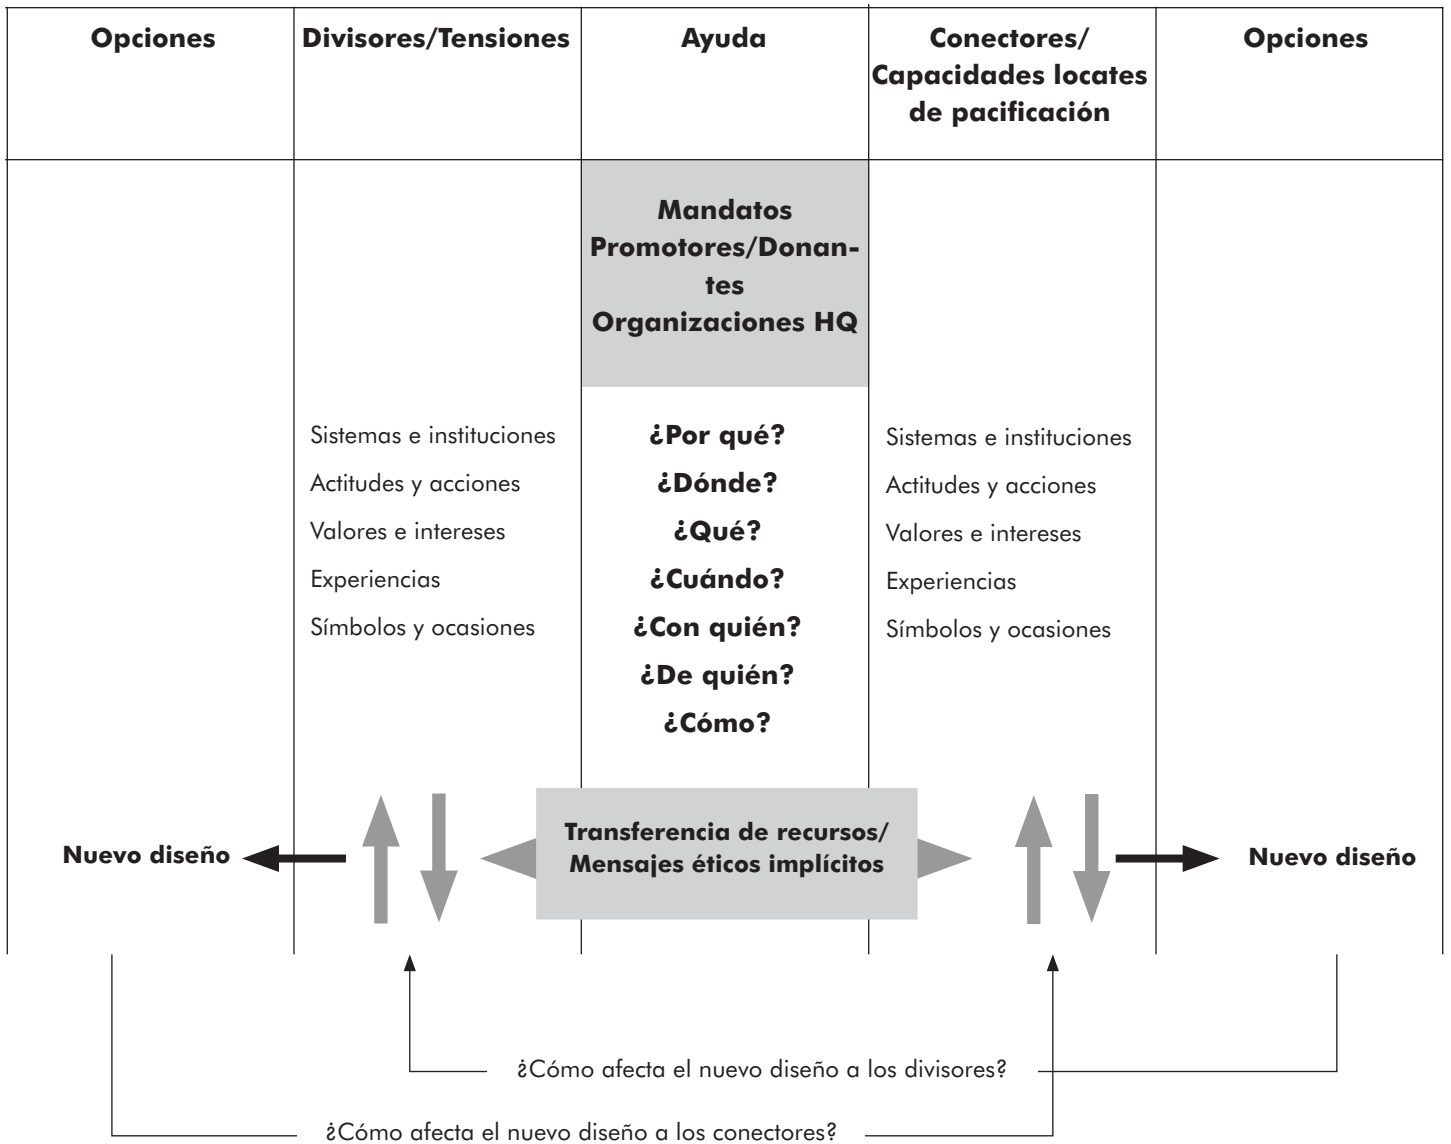 Opciones
Divisores/Tensiones
Ayuda
Conectores/
Capacidades locates
de pacificación
Opciones
Mandatos
Promotores/Donan-
tes
Organizaciones HQ
Sistemas e instituciones
Actitudes y acciones
Valores e intereses
Experiencias
Símbolos y ocasiones
¿Por qué?
¿Dónde?
¿Qué?
¿Cuándo?
¿Con quién?
¿De quién?
¿Cómo?
Sistemas e instituciones
Actitudes y acciones
Valores e intereses
Experiencias
Símbolos y ocasiones
Nuevo diseño
Transferencia de recursos/
Mensajes éticos implícitos
Nuevo diseño
¿Cómo afecta el nuevo diseño a los divisores?
¿Cómo afecta el nuevo diseño a los conectores?